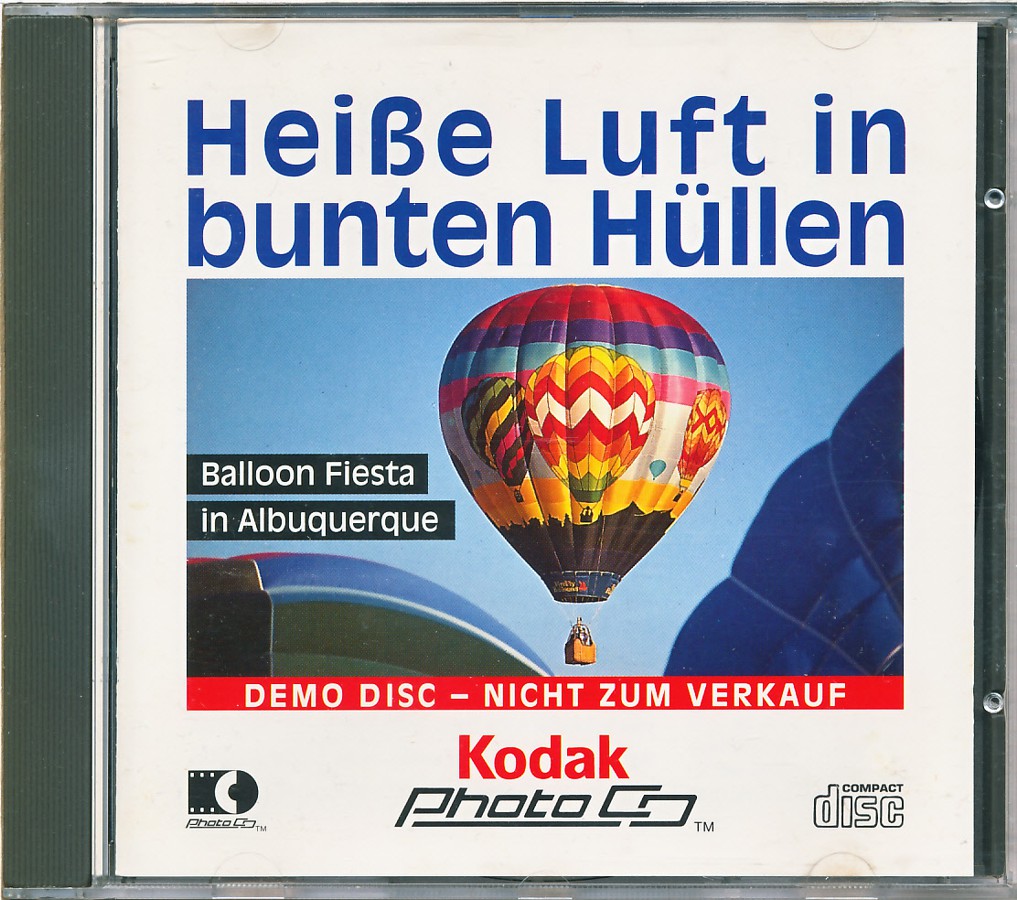 Heiße Luft in
bunten Hüllen
Balloon Fiesta
in Albuquerque
DEMO DISC – NICHT ZUM VERKAUF
Kodak
Photo CD TM
Photo CD TM
COMPACT
disc